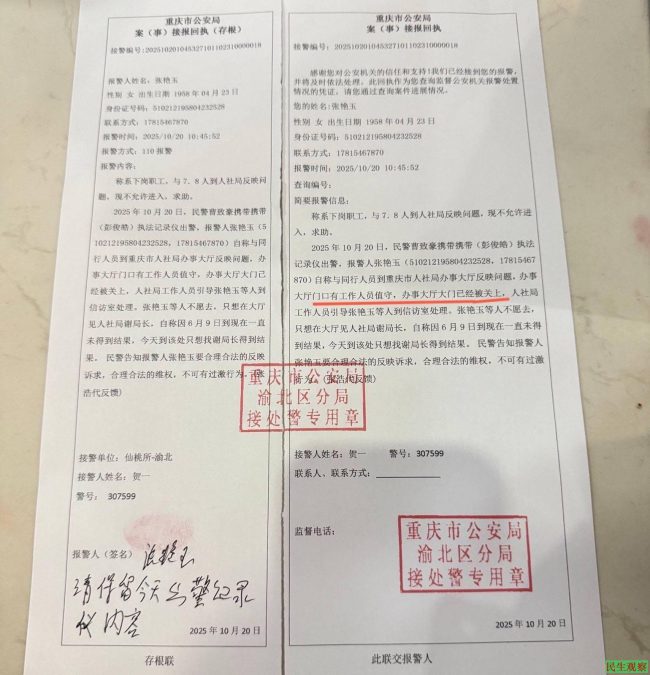 重庆市公安局
案（事）接报回执（存根）
接警编号:20251020104532710110231000​0018
报警人姓名：张艳玉
性别 女 出生日期 1958 年 04 月 23 日
身份证号码：510212195804232528
联系方式：17815467870
报警时间：2025/10/20 10:45:52
报警方式：110 报警
报警内容：
称系下岗职工，与 7、8 人到人社局反映问
题，现不允许进入，求助。
2025 年 10 月 20 日，民警曹致豪携带携带
（彭俊皓）执法记录仪出警，报警人张艳玉（5
10212195804232528，17815467870）自称与同
行人员到重庆市人社局办事大厅反映问题，办
事大厅门口有工作人员值守，办事大厅大门已
经被关上，人社局工作人员引导张艳玉等人到
信访室处理。张艳玉等人不愿去，只想在大厅
见人社局谢局长，自称因 6 月 9 日到现在一直
未得到结果，今天到该处只想找谢局长得到结
果。 民警告知报警人张艳玉要合理合法的反映
诉求，合理合法的维权，不可有过激行为。（张
浩代反馈）
接警单位：仙桃所-渝北
接警人姓名：贺一
警号： 307599
报警人（签名） 张艳玉
请保留今天出警纪录
仪内容
2025 年 10 月 20 日
存根联
重庆市公安局
渝北区分局
接处警专用章
重庆市公安局
案（事）接报回执
接警编号：20251020104532710110231000​0018
感谢您对公安机关的信任和支持!我们已经接到您的报警，
并将及时依法处理。此回执作为您查询监督公安机关报警处置
情况的凭证，请您通过查询案件进展情况。
您的姓名:张艳玉
性别 女 出生日期 1958 年 04 月 23 日
身份证号码：510212195804232528
联系方式：17815467870
报警时间：2025/10/20 10:45:52
查询编号：
简要报警信息：
称系下岗职工，与 7、8 人到人社局反映问题，现不允许进
入，求助。
2025 年 10 月 20 日，民警曹致豪携带携带（彭俊皓）执法
记录仪出警，报警人张艳玉（510212195804232528，17815467
870）自称与同行人员到重庆市人社局办事大厅反映问题，办事
大厅门口有工作人员值守，办事大厅大门已经被关上，人社局
工作人员引导张艳玉等人到信访室处理。张艳玉等人不愿去，
只想在大厅见人社局谢局长，自称因 6 月 9 日到现在一直未得
到结果，今天到该处只想找谢局长得到结果。 民警告知报警人
张艳玉要合理合法的反映诉求，合理合法的维权，不可有过激
行为。（张浩代反馈）
接警人姓名：贺一 警号：307599
联系人、联系方式：
监督电话：
重庆市公安局
渝北区分局
接处警专用章
2025 年 10 月 20 日
此联交报警人
民生观察